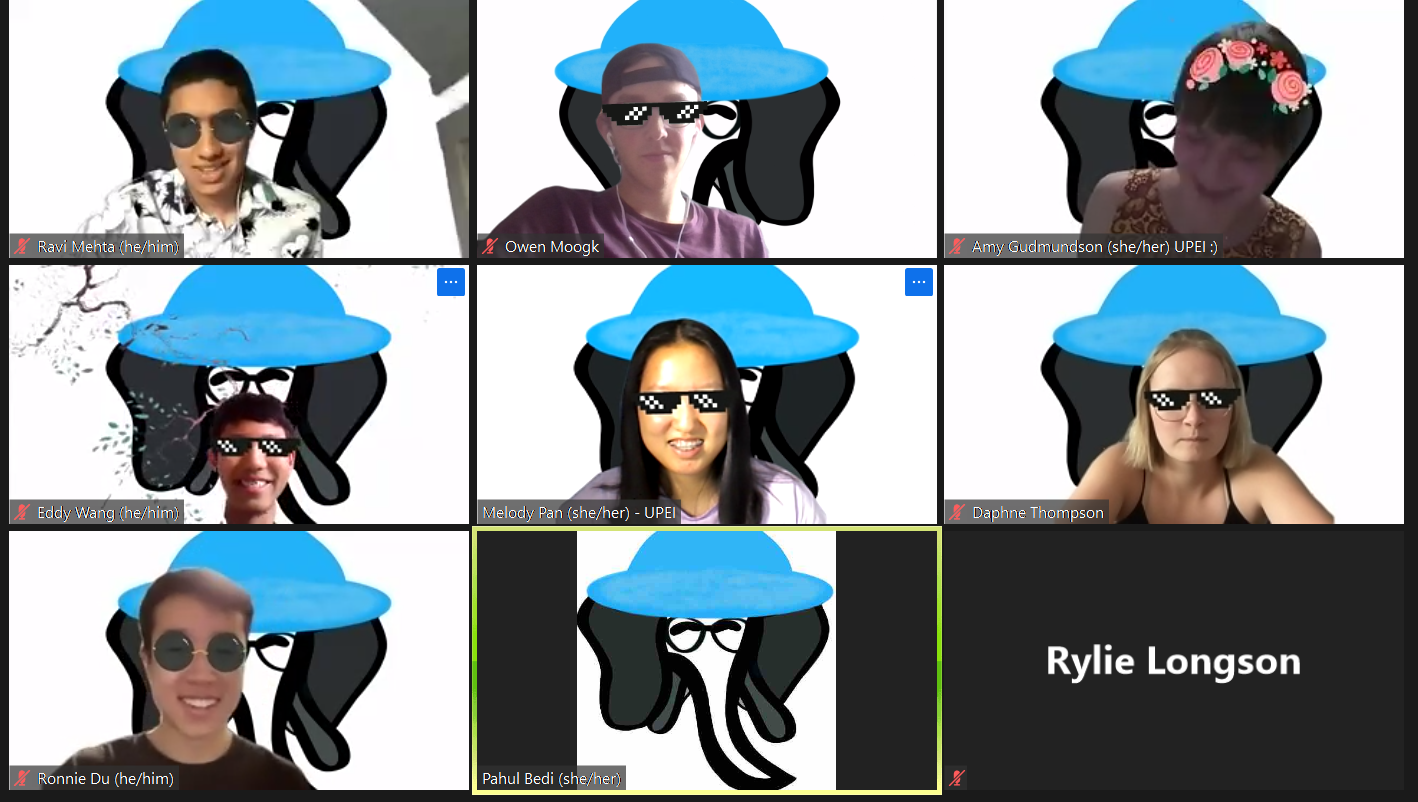 Ravi Mehta (he/him)
Owen Moogk
Amy Gudmundson (she/her) UPEI :)
Eddy Wang (he/him)
Melody Pan (she/her) - UPEI
Daphne Thompson
Ronnie Du (he/him)
Pahul Bedi (she/her)
Rylie Longson